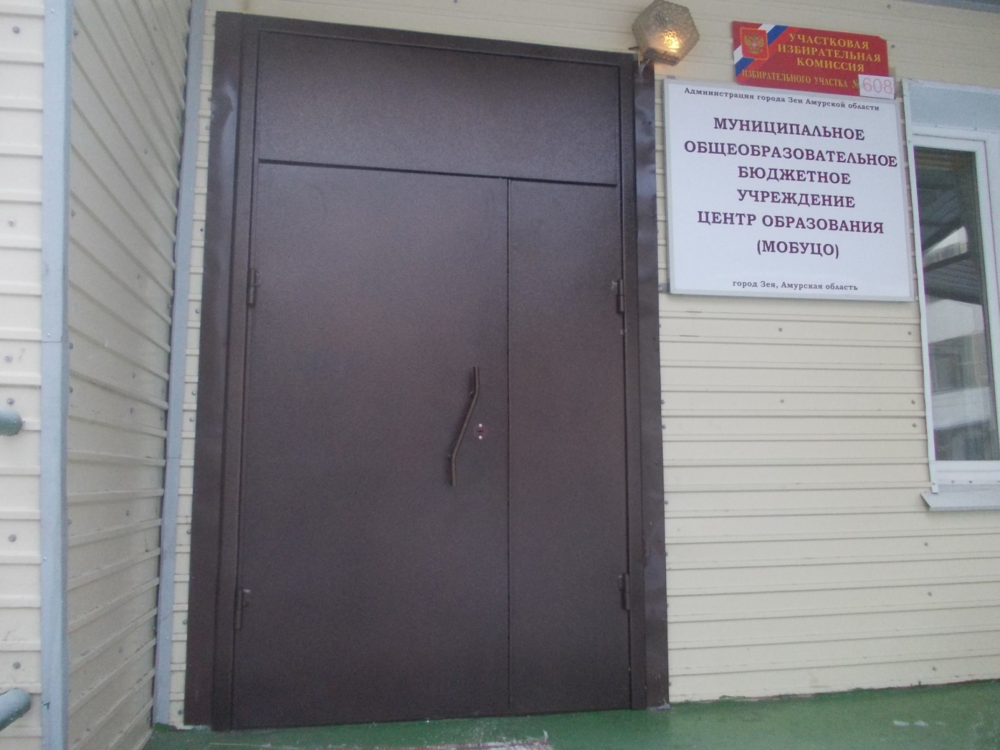 УЧАСТКОВАЯ
ИЗБИРАТЕЛЬНАЯ
КОМИССИЯ
ИЗБИРАТЕЛЬНОГО УЧАСТКА № 608
Администрация города Зеи Амурской области
МУНИЦИПАЛЬНОЕ
ОБЩЕОБРАЗОВАТЕЛЬНОЕ
БЮДЖЕТНОЕ
УЧРЕЖДЕНИЕ
ЦЕНТР ОБРАЗОВАНИЯ
(МОБУЦО)
город Зея, Амурская область